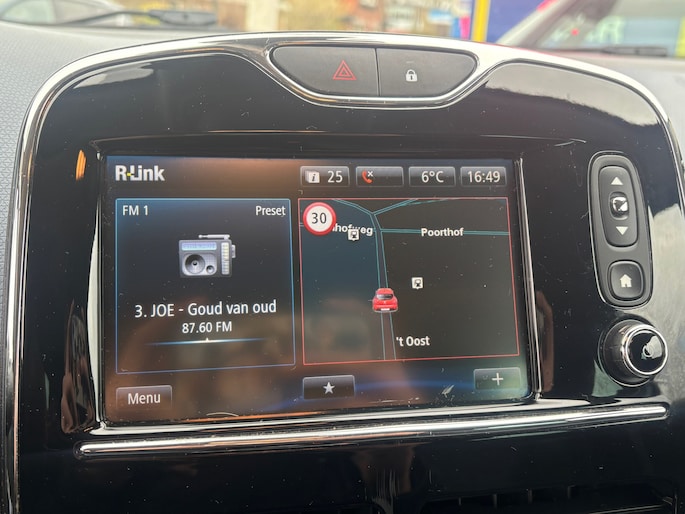 R-Link
i 25
6°C
16:49
FM 1
Preset
3. JOE - Goud van oud
87.60 FM
30
hofweg
Poorthof
't Oost
Menu
+